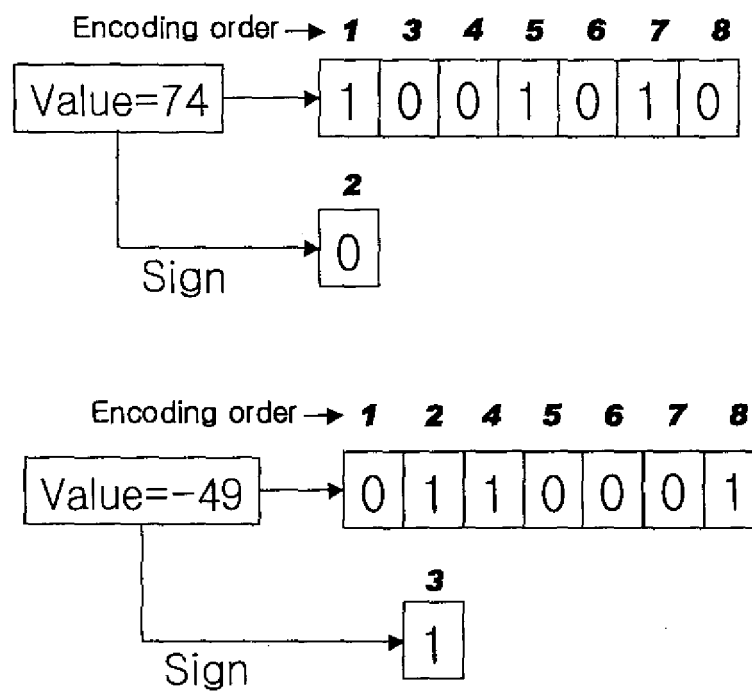 Encoding order → 1 3 4 5 6 7 8
Value=74 1 0 0 1 0 1 0
2
0
Sign
Encoding order → 1 2 4 5 6 7 8
Value=-49 0 1 1 0 0 0 1
3
1
Sign